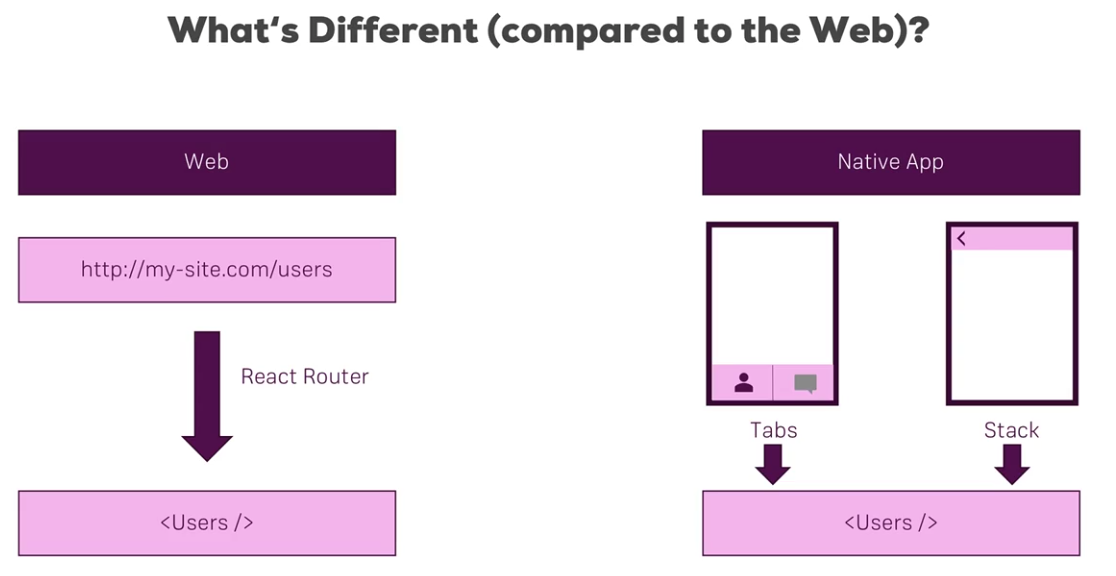 What‘s Different (compared to the Web)?
Web
http://my-site.com/users
React Router
<Users />
Native App
Tabs
Stack
<Users />